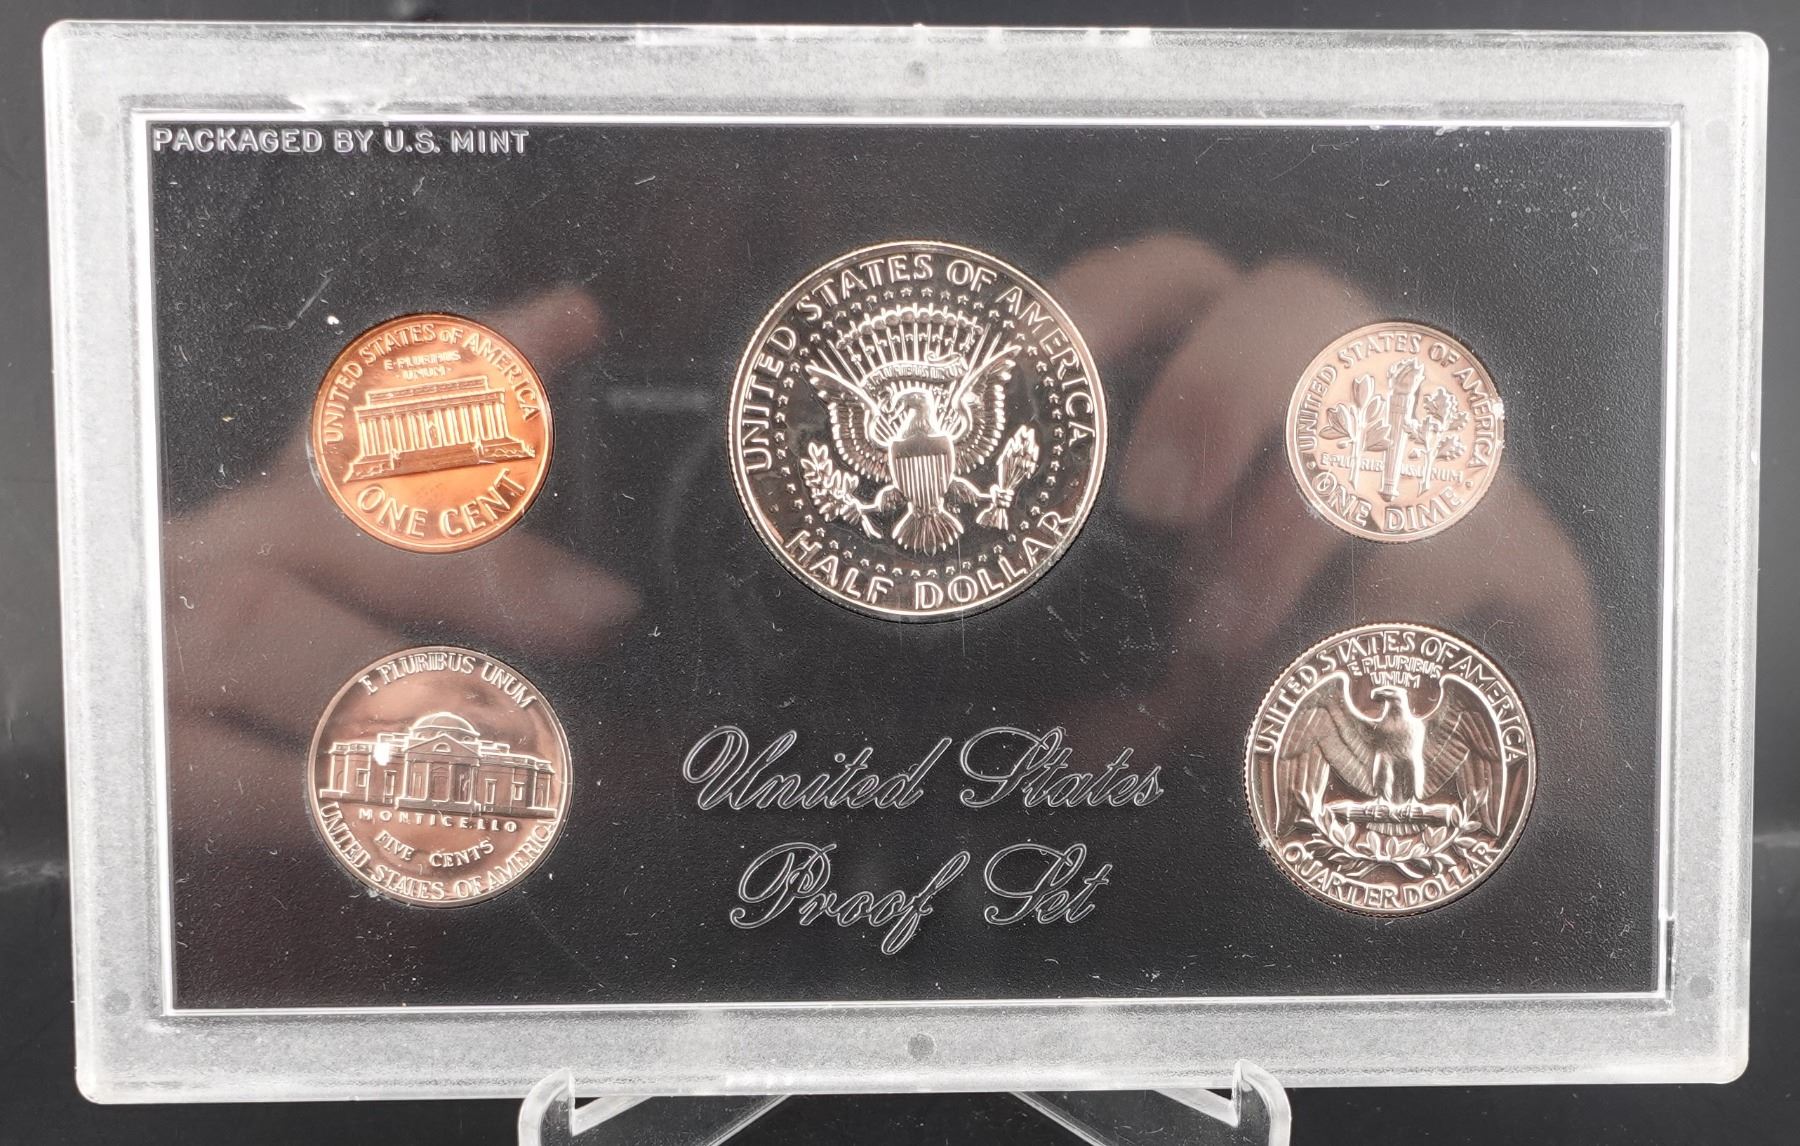 PACKAGED BY U.S. MINT
UNITED STATES OF AMERICA
E·PLURIBUS
·UNUM·
ONE CENT
UNITED STATES OF AMERICA
E PLURIBUS UNUM
HALF DOLLAR
UNITED STATES OF AMERICA
E·PLURIBUS·UNUM
ONE DIME
E PLURIBUS UNUM
MONTICELLO
FIVE CENTS
UNITED STATES OF AMERICA
United States
Proof Set
UNITED STATES OF AMERICA
E PLURIBUS
UNUM
QUARTER DOLLAR